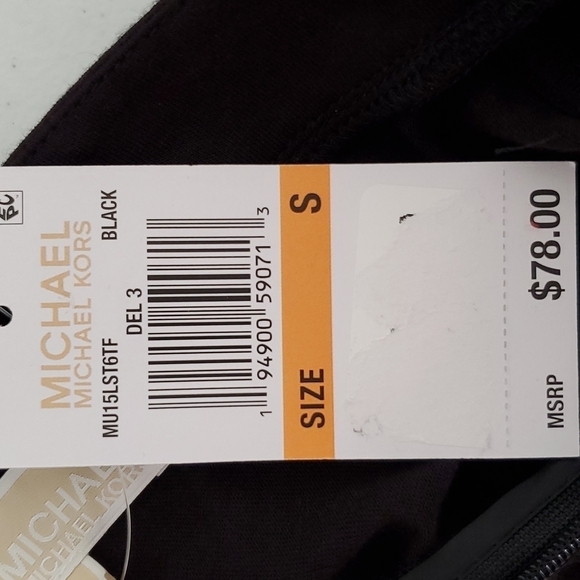 MICHAEL
MICHAEL KORS
MU15LST6TF BLACK
DEL 3
1 94900 59071 3
SIZE S
MSRP $78.00
MICHAEL
MICHAEL KORS